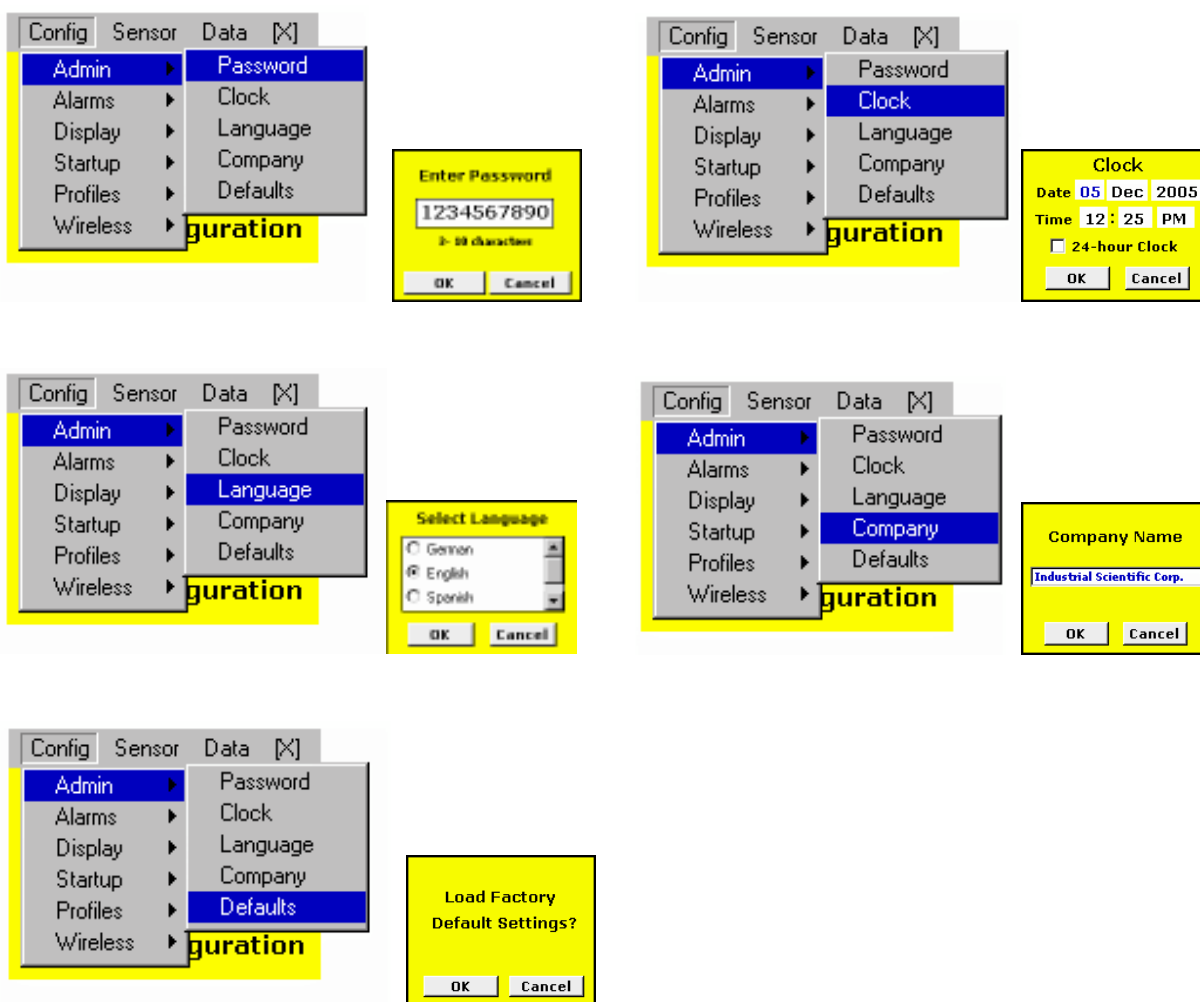 Config Sensor Data [X]
Admin
Alarms
Display
Startup
Profiles
Wireless
Password
Clock
Language
Company
Defaults
guration
Enter Password
1234567890
3- 10 characters
OK Cancel
Config Sensor Data [X]
Admin
Alarms
Display
Startup
Profiles
Wireless
Password
Clock
Language
Company
Defaults
guration
Clock
Date 05 Dec 2005
Time 12 : 25 PM
24-hour Clock
OK Cancel
Config Sensor Data [X]
Admin
Alarms
Display
Startup
Profiles
Wireless
Password
Clock
Language
Company
Defaults
guration
Select Language
German
English
Spanish
OK Cancel
Config Sensor Data [X]
Admin
Alarms
Display
Startup
Profiles
Wireless
Password
Clock
Language
Company
Defaults
guration
Company Name
Industrial Scientific Corp.
OK Cancel
Config Sensor Data [X]
Admin
Alarms
Display
Startup
Profiles
Wireless
Password
Clock
Language
Company
Defaults
guration
Load Factory
Default Settings?
OK Cancel